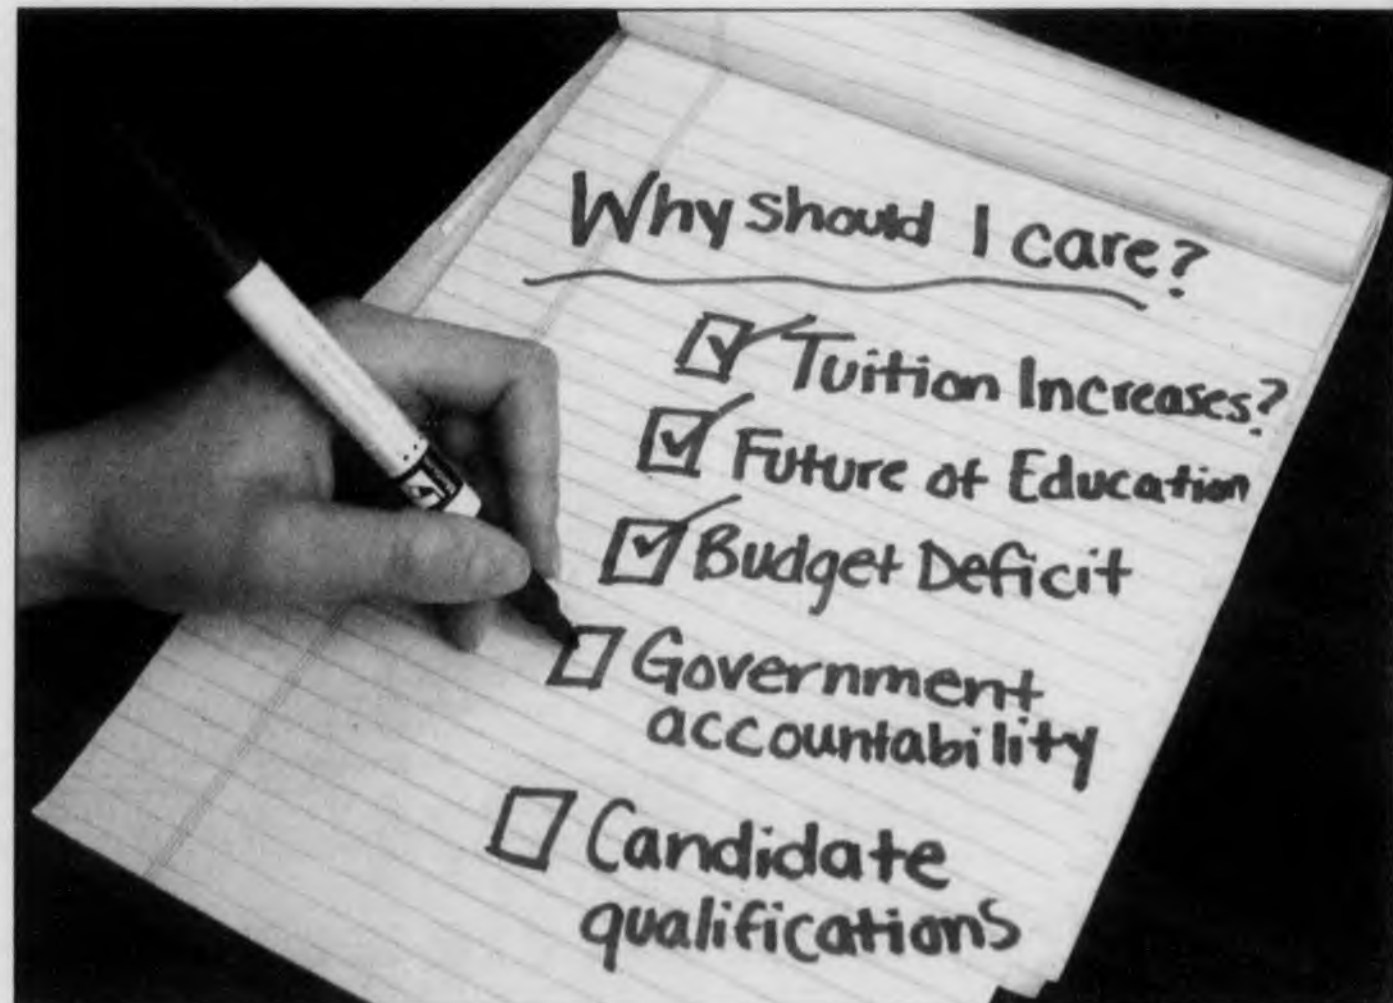 Why should I care?
Tuition Increases?
Future of Education
Budget Deficit
Government
accountability
Candidate
qualifications